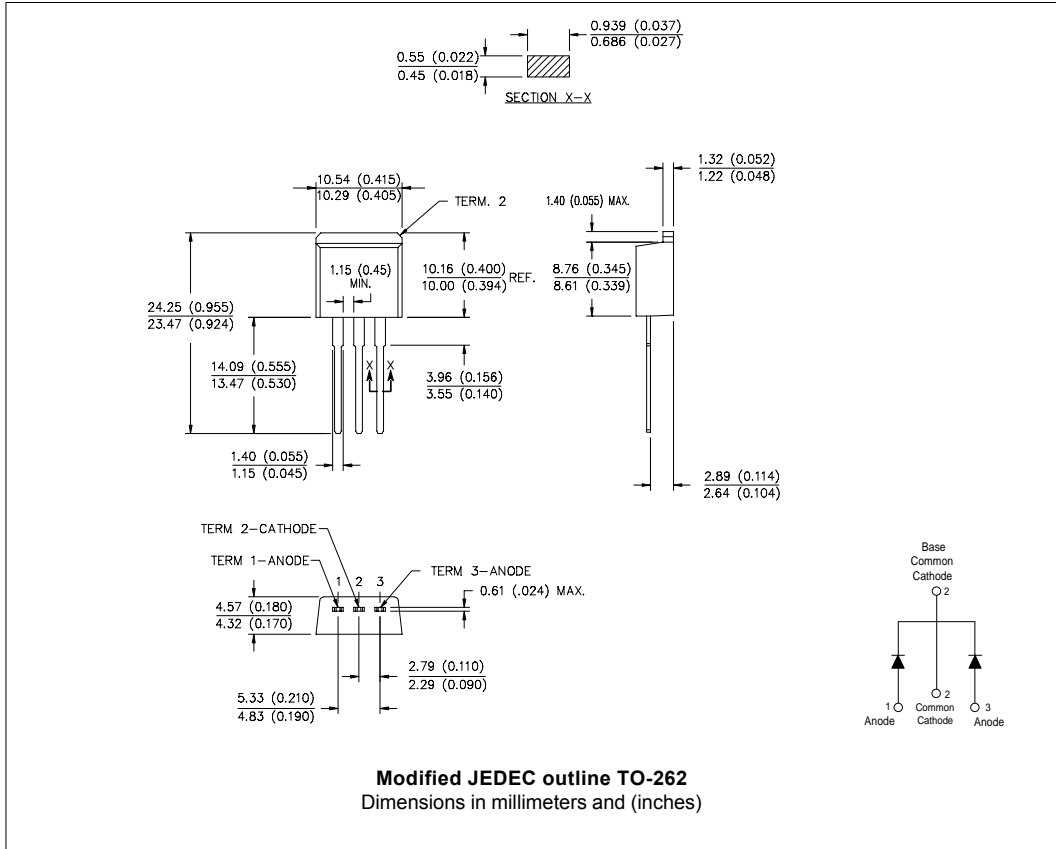 0.939 (0.037)
0.686 (0.027)
0.55 (0.022)
0.45 (0.018)
SECTION X-X
1.32 (0.052)
1.22 (0.048)
10.54 (0.415)
10.29 (0.405)
TERM. 2
1.40 (0.055) MAX.
1.15 (0.45)
MIN.
10.16 (0.400)
10.00 (0.394)
REF.
8.76 (0.345)
8.61 (0.339)
24.25 (0.955)
23.47 (0.924)
14.09 (0.555)
13.47 (0.530)
X X
3.96 (0.156)
3.55 (0.140)
1.40 (0.055)
1.15 (0.045)
2.89 (0.114)
2.64 (0.104)
TERM 2-CATHODE
TERM 1-ANODE
TERM 3-ANODE
1 2 3
0.61 (.024) MAX.
4.57 (0.180)
4.32 (0.170)
2.79 (0.110)
2.29 (0.090)
5.33 (0.210)
4.83 (0.190)
Base
Common
Cathode
2
1
Anode
2
Common
Cathode
3
Anode
Modified JEDEC outline TO-262
Dimensions in millimeters and (inches)